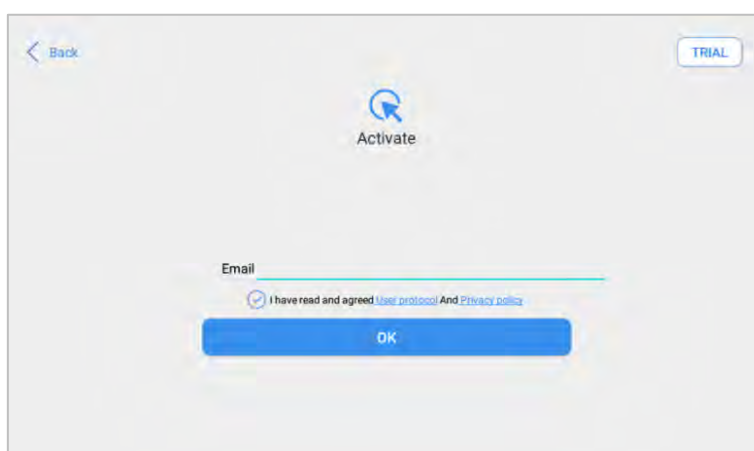 Back
TRIAL
Activate
Email
I have read and agreed User protocol And Privacy policy
OK